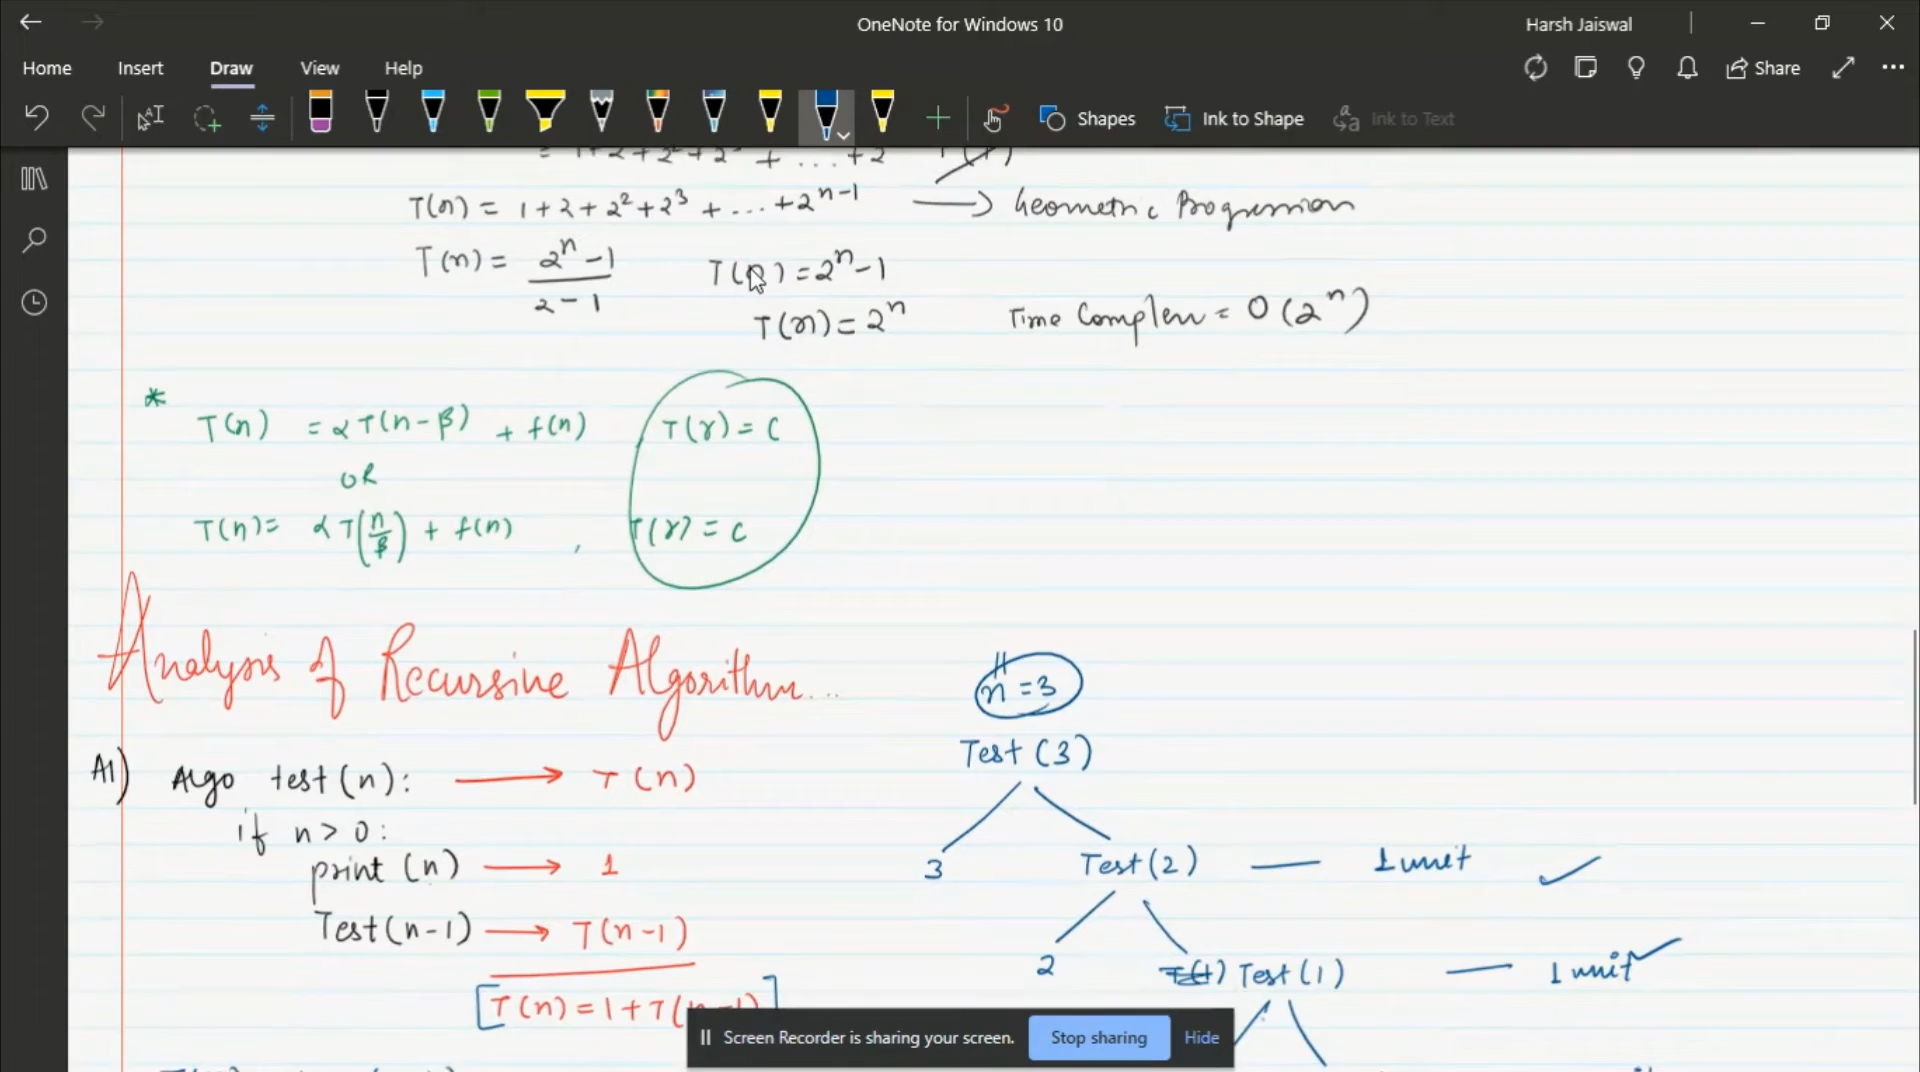 OneNote for Windows 10
Harsh Jaiswal
Home Insert Draw View Help
Share
Shapes Ink to Shape Ink to Text
T(n) = 1+2+2²+2³ + ... +2ⁿ⁻¹ → Geometric Progression
T(n) = 2ⁿ-1 / 2-1
T(n) = 2ⁿ-1
T(n) = 2ⁿ
Time Complex = O(2ⁿ)
*
T(n) = αT(n-β) + f(n) T(γ) = C
OR
T(n) = αT(n/β) + f(n) , T(γ) = C
Analysis of Recursive Algorithm...
n=3
Test (3)
A1) Algo test(n): → T(n)
if n > 0:
print (n) → 1
Test(n-1) → T(n-1)
[T(n) = 1 + T(n-1)]
3 Test(2) — 1 unit ✓
2 Test(1) — 1 unit ✓
Screen Recorder is sharing your screen. Stop sharing Hide